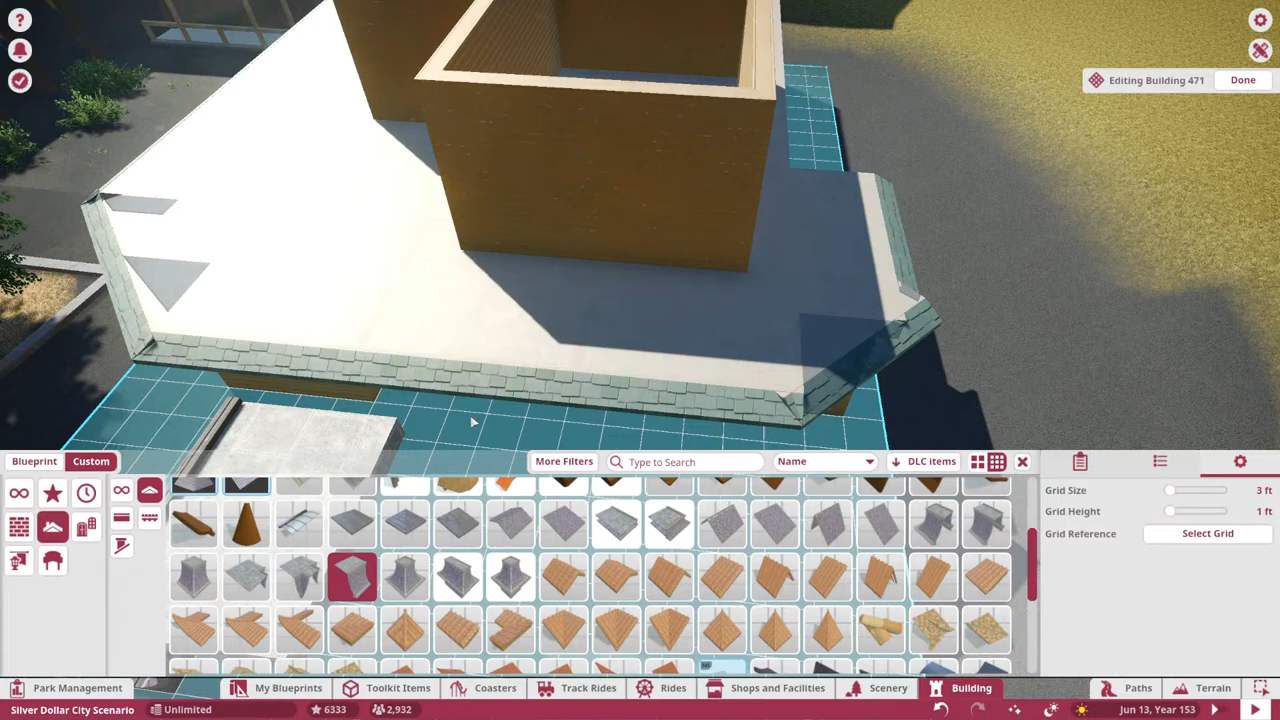 Editing Building 471 Done
Blueprint Custom More Filters Type to Search Name DLC items
Grid Size 3 ft
Grid Height 1 ft
Grid Reference Select Grid
Park Management My Blueprints Toolkit Items Coasters Track Rides Rides Shops and Facilities Scenery Building Paths Terrain
Silver Dollar City Scenario Unlimited 6333 2,932 Jun 13, Year 153